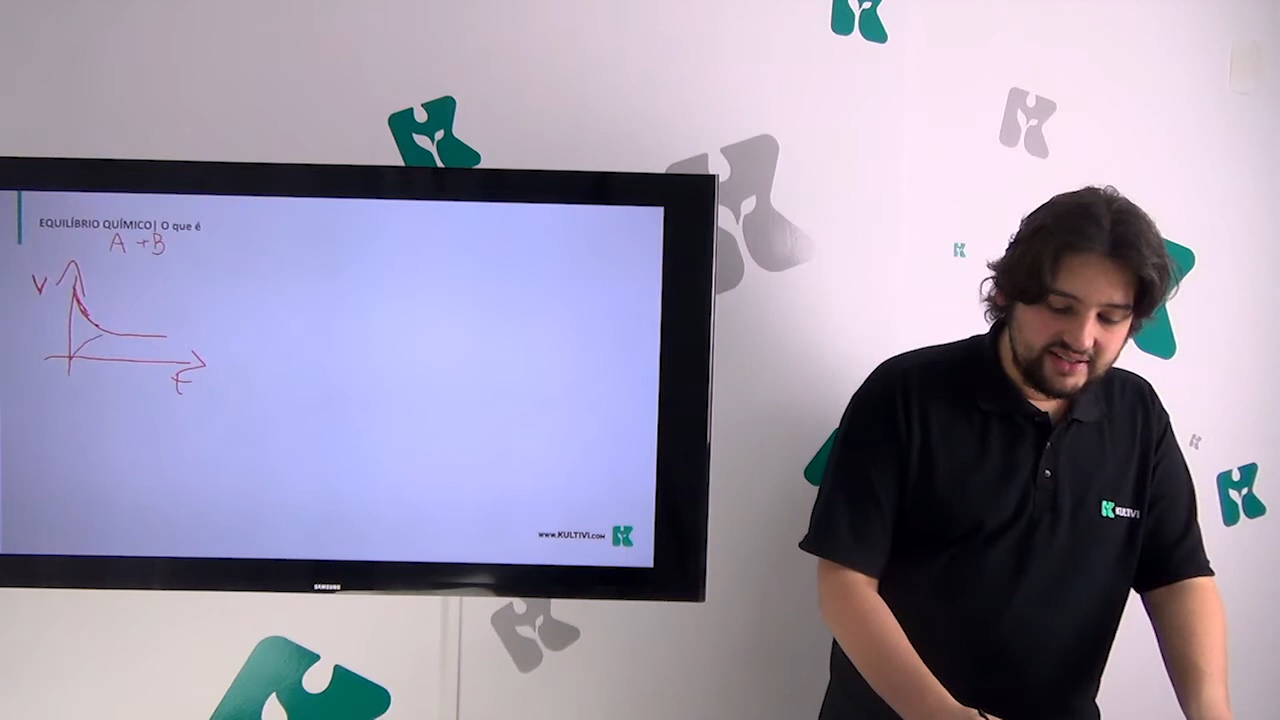 EQUILÍBRIO QUÍMICO| O que é
A + B
V
t
www.KULTIVI.com
SAMSUNG
KULTIVI